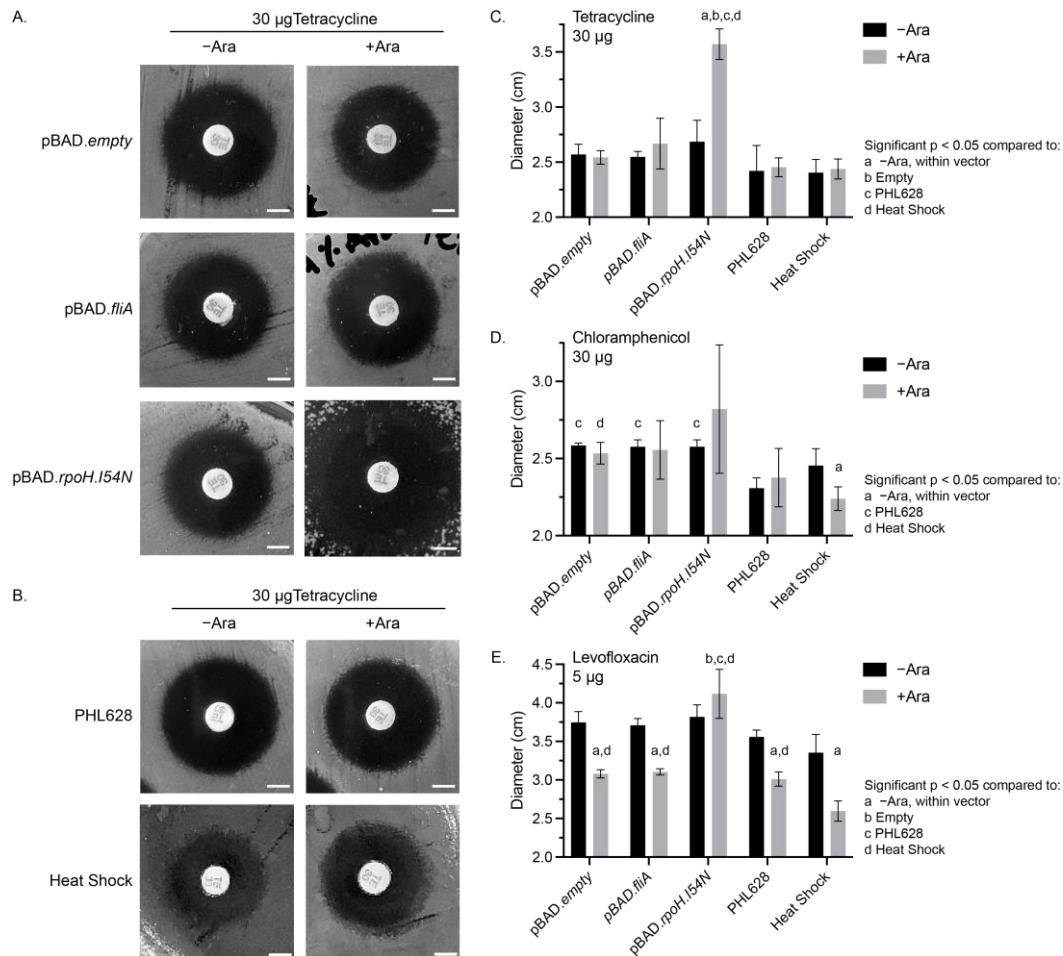 A.
30 µgTetracycline
−Ara
+Ara
pBAD.empty
pBAD.fliA
pBAD.rpoH.I54N
B.
30 µgTetracycline
−Ara
+Ara
PHL628
Heat Shock
C.
Tetracycline
30 µg
a,b,c,d
−Ara
+Ara
Diameter (cm)
3.5
3.0
2.5
2.0
Significant p < 0.05 compared to:
a −Ara, within vector
b Empty
c PHL628
d Heat Shock
pBAD.empty
pBAD.fliA
pBAD.rpoH.I54N
PHL628
Heat Shock
D.
Chloramphenicol
30 µg
−Ara
+Ara
Diameter (cm)
3.0
2.5
2.0
c
d
c
c
a
Significant p < 0.05 compared to:
a −Ara, within vector
c PHL628
d Heat Shock
pBAD.empty
pBAD.fliA
pBAD.rpoH.I54N
PHL628
Heat Shock
E.
Levofloxacin
5 µg
b,c,d
−Ara
+Ara
Diameter (cm)
4.5
4.0
3.5
3.0
2.5
2.0
a,d
a,d
a,d
a
Significant p < 0.05 compared to:
a −Ara, within vector
b Empty
c PHL628
d Heat Shock
pBAD.empty
pBAD.fliA
pBAD.rpoH.I54N
PHL628
Heat Shock